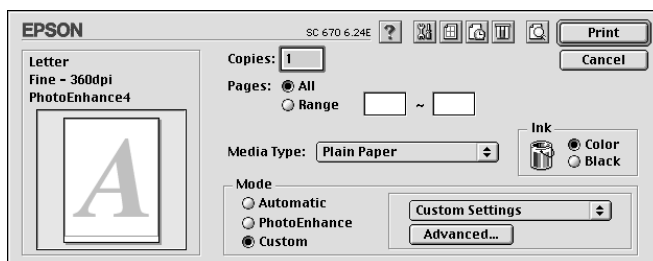 EPSON
SC 670 6.24E
?
Print
Cancel
Letter
Fine - 360dpi
PhotoEnhance4
A
Copies: 1
Pages: All
Range ~
Media Type: Plain Paper
Ink
Color
Black
Mode
Automatic
PhotoEnhance
Custom
Custom Settings
Advanced...